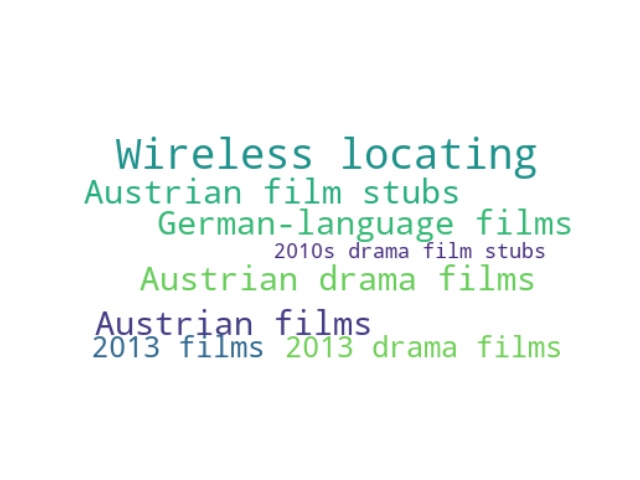 Wireless locating
Austrian film stubs
German-language films
2010s drama film stubs
Austrian drama films
Austrian films
2013 films 2013 drama films